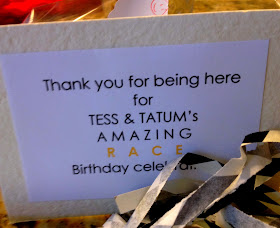 Thank you for being here
for
TESS & TATUM's
AMAZING
RACE
Birthday